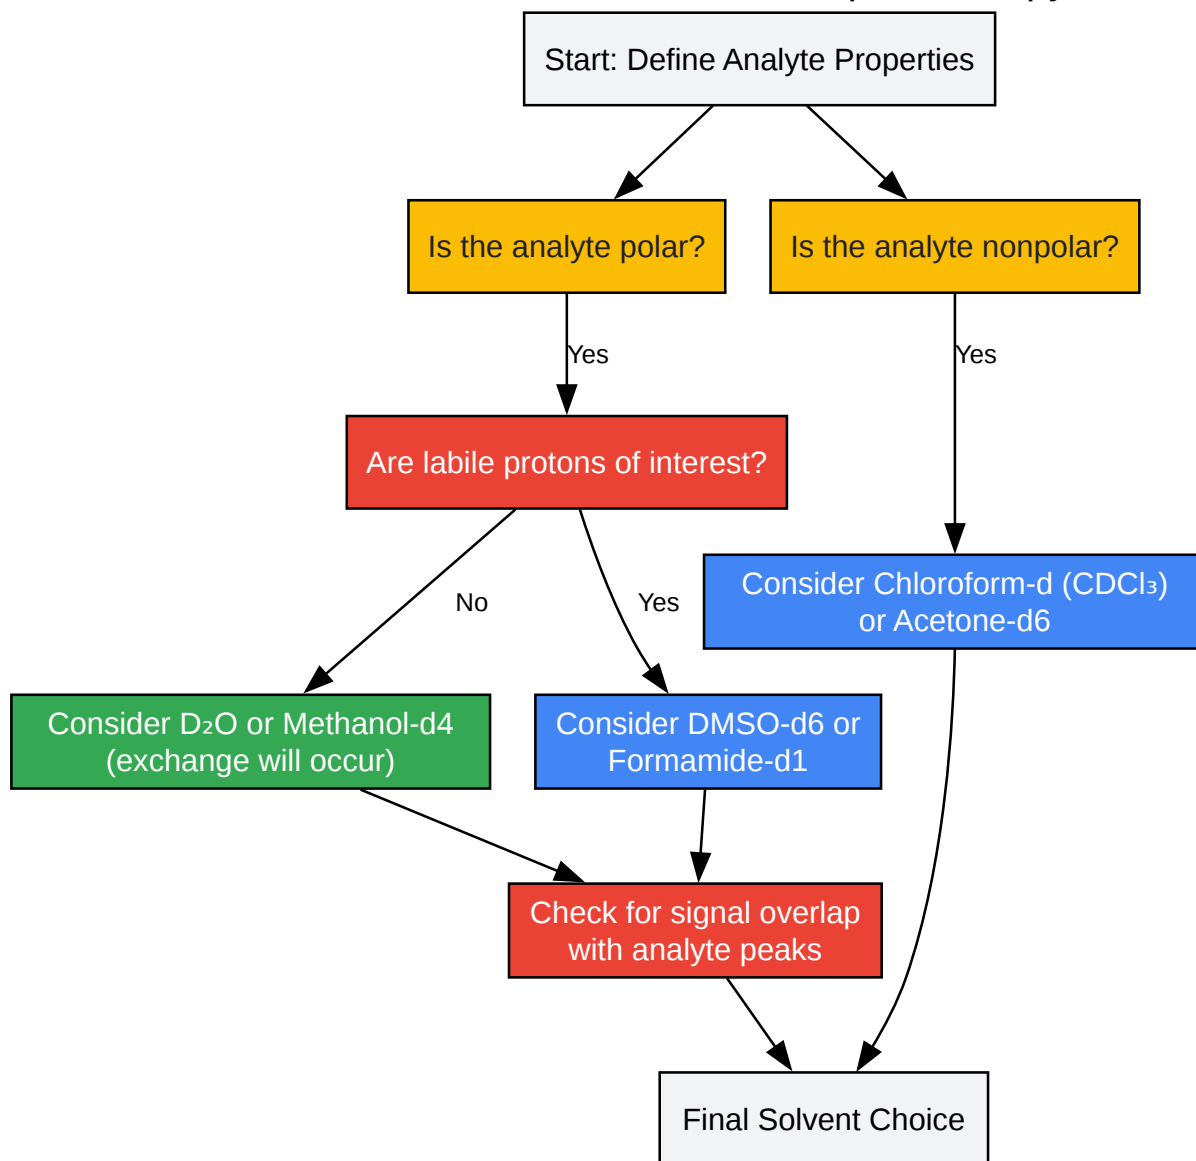 Start: Define Analyte Properties
Is the analyte polar?
Is the analyte nonpolar?
Yes
Yes
Are labile protons of interest?
Consider Chloroform-d (CDCl₃)
or Acetone-d6
No
Yes
Consider D₂O or Methanol-d4
(exchange will occur)
Consider DMSO-d6 or
Formamide-d1
Check for signal overlap
with analyte peaks
Final Solvent Choice